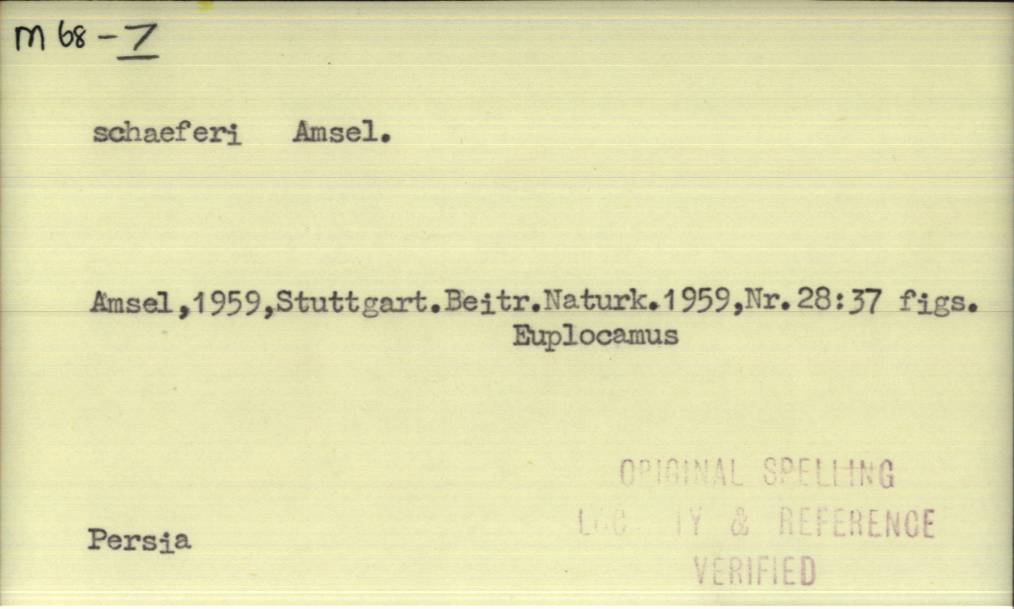 M 68-7
schaeferi Amsel.
Amsel,1959,Stuttgart.Beitr.Naturk.1959,Nr.28:37 figs.
Euplocamus
ORIGINAL SPELLING
& REFERENCE
VERIFIED
Persia